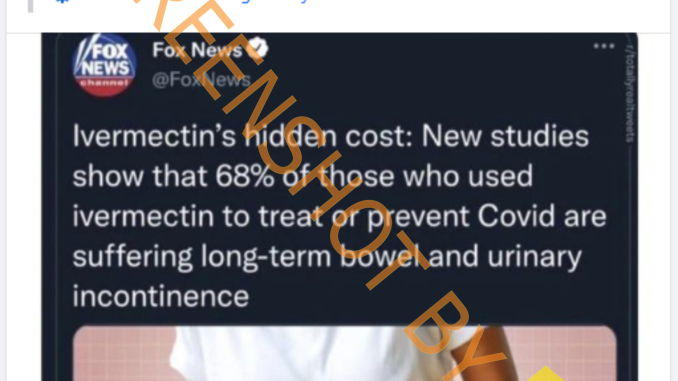 FOX
NEWS
channel
Fox News
@FoxNews
r/totallyrealtweets
Ivermectin's hidden cost: New studies
show that 68% of those who used
ivermectin to treat or prevent Covid are
suffering long-term bowel and urinary
incontinence
REENSHOT BY